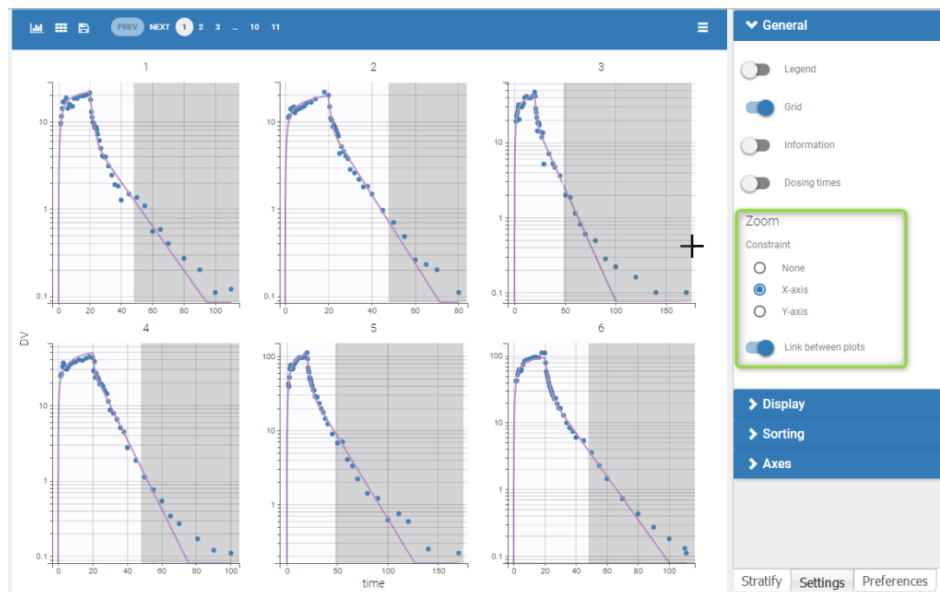 PREV NEXT 1 2 3 ... 10 11
1
10
1
0.1
0 20 40 60 80 100
2
10
1
0.1
0 20 40 60 80
3
10
1
0.1
0 50 100 150
DV
4
10
1
0.1
0 20 40 60 80 100
5
100
10
1
0 50 100 150
6
100
10
1
0.1
0 20 40 60 80 100
time
General
Legend
Grid
Information
Dosing times
Zoom
Constraint
None
X-axis
Y-axis
Link between plots
Display
Sorting
Axes
Stratify Settings Preferences